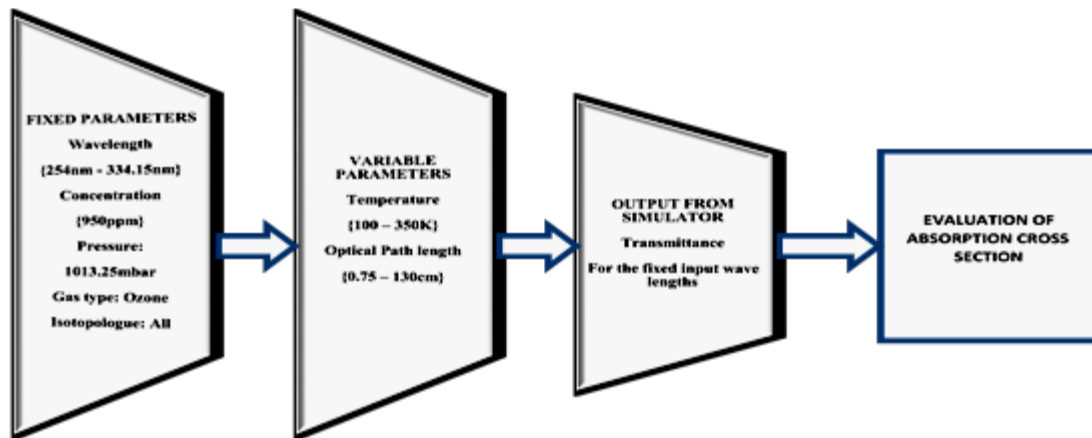 FIXED PARAMETERS
Wavelength
{254nm - 334.15nm}
Concentration
{950ppm}
Pressure:
1013.25mbar
Gas type: Ozone
Isotopologue: All
VARIABLE
PARAMETERS
Temperature
{100 – 350K}
Optical Path length
{0.75 – 130cm}
OUTPUT FROM
SIMULATOR
Transmittance
For the fixed input wave
lengths
EVALUATION OF
ABSORPTION CROSS
SECTION